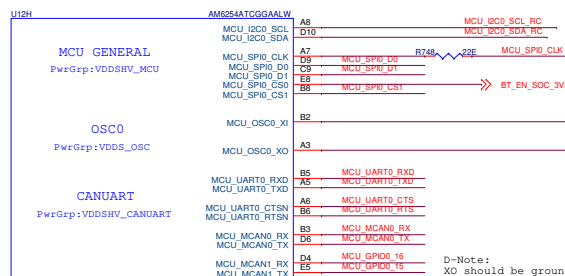 U12H AM6254ATCGGAALW
MCU_I2C0_SCL A8 MCU_I2C0_SCL_RC
MCU_I2C0_SDA D10 MCU_I2C0_SDA_RC
MCU GENERAL
PwrGrp:VDDSHV_MCU
MCU_SPI0_CLK A7 R748 22E MCU_SPI0_CLK
MCU_SPI0_D0 D9 MCU_SPI0_D0
MCU_SPI0_D1 C9 MCU_SPI0_D1
MCU_SPI0_CS0 E8 BT_EN_SOC_3V
MCU_SPI0_CS1 B8 MCU_SPI0_CS1
OSC0
PwrGrp:VDDS_OSC
MCU_OSC0_XI B2
MCU_OSC0_XO A3
CANUART
PwrGrp:VDDSHV_CANUART
MCU_UART0_RXD B5 MCU_UART0_RXD
MCU_UART0_TXD A5 MCU_UART0_TXD
MCU_UART0_CTSN A6 MCU_UART0_CTS
MCU_UART0_RTSN B6 MCU_UART0_RTS
MCU_MCAN0_RX B3 MCU_MCAN0_RX
MCU_MCAN0_TX D6 MCU_MCAN0_TX
MCU_MCAN1_RX D4 MCU_GPIO0_16
MCU_MCAN1_TX E5 MCU_GPIO0_15
D-Note:
XO should be groun